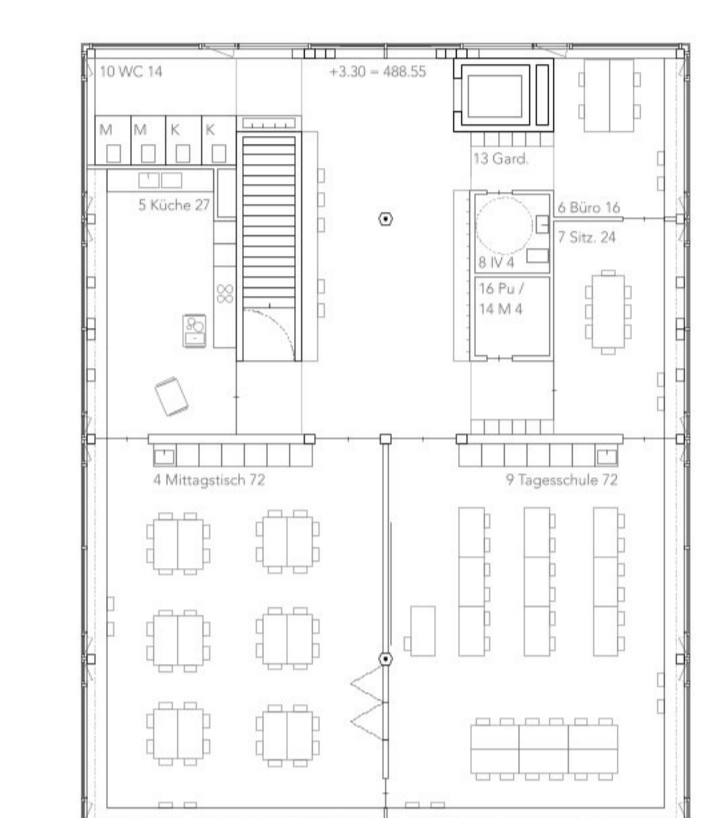 10 WC 14
+3.30 = 488.55
M M K K
13 Gard.
5 Küche 27
6 Büro 16
7 Sitz. 24
8 IV 4
16 Pu /
14 M 4
4 Mittagstisch 72
9 Tagesschule 72